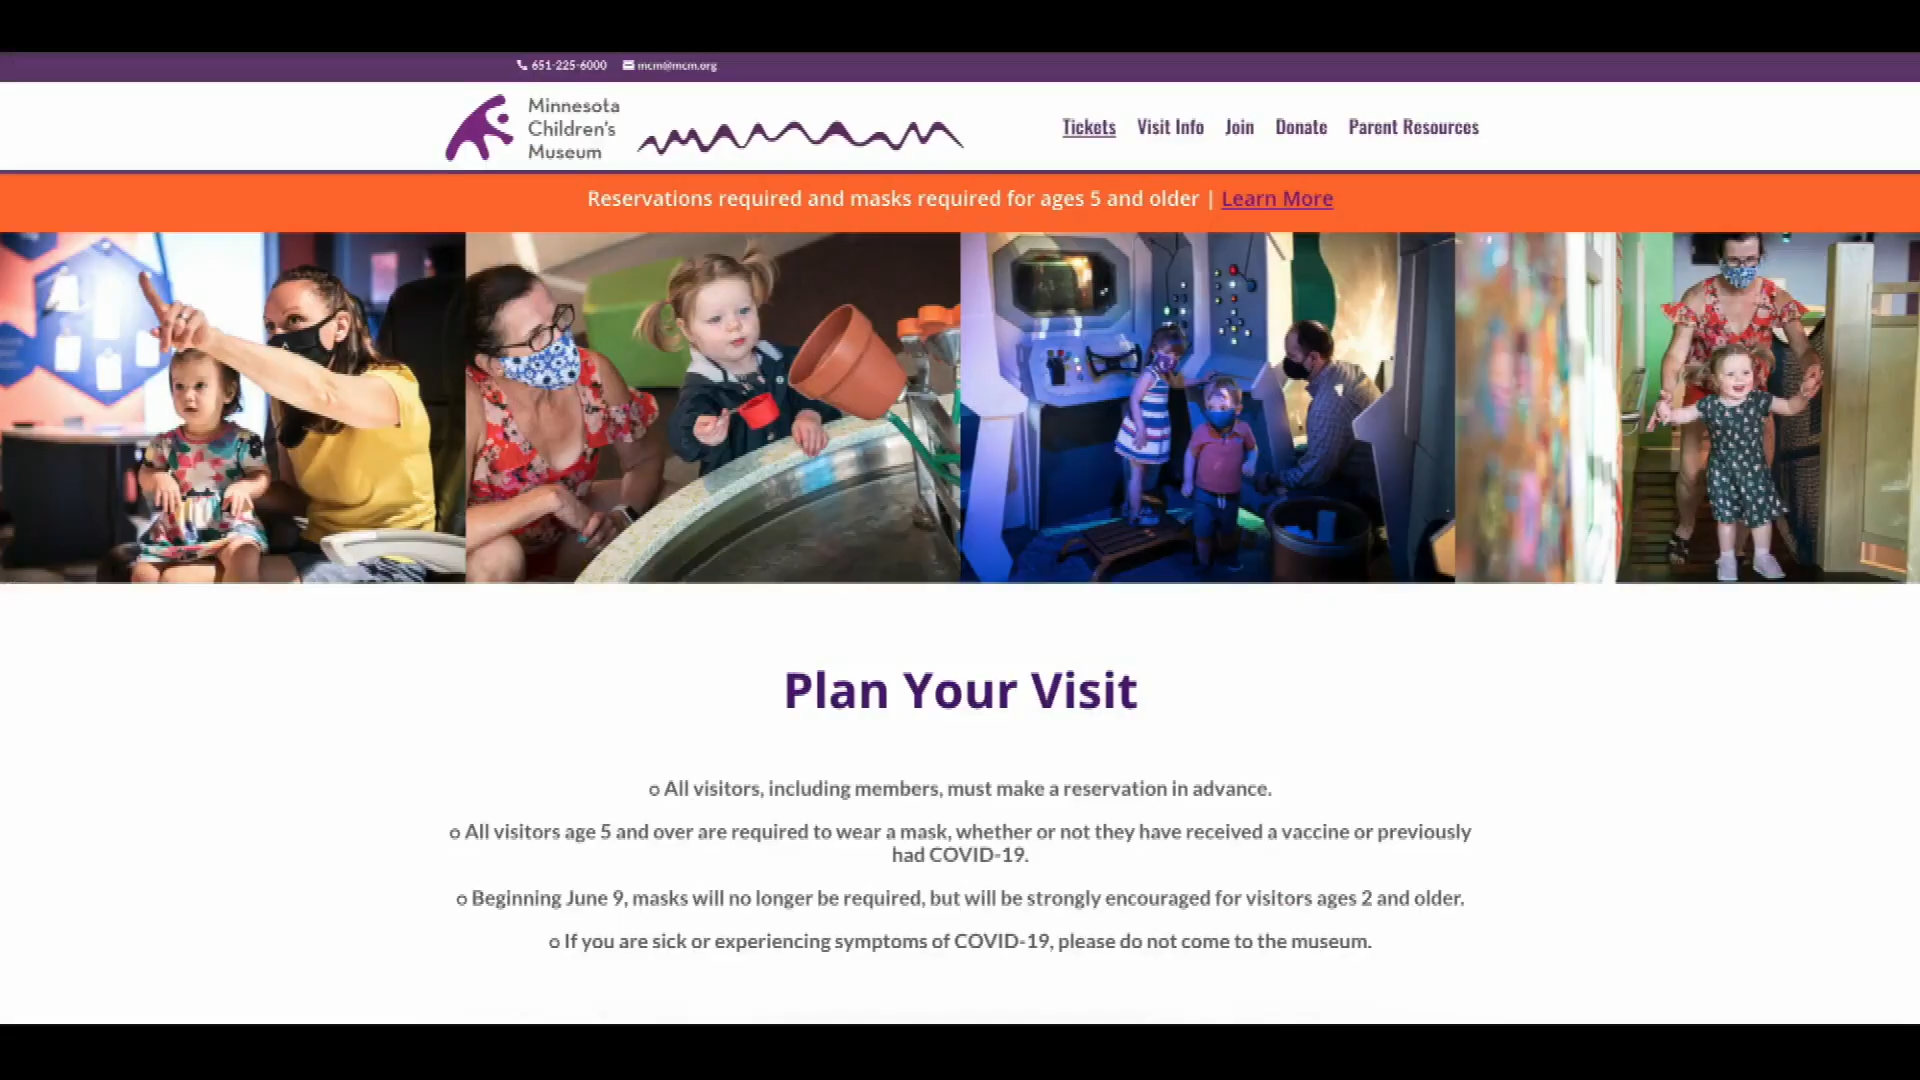 651-225-6000 mcm@mcm.org
Minnesota
Children's
Museum
Tickets Visit Info Join Donate Parent Resources
Reservations required and masks required for ages 5 and older | Learn More
Plan Your Visit
o All visitors, including members, must make a reservation in advance.
o All visitors age 5 and over are required to wear a mask, whether or not they have received a vaccine or previously
had COVID-19.
o Beginning June 9, masks will no longer be required, but will be strongly encouraged for visitors ages 2 and older.
o If you are sick or experiencing symptoms of COVID-19, please do not come to the museum.